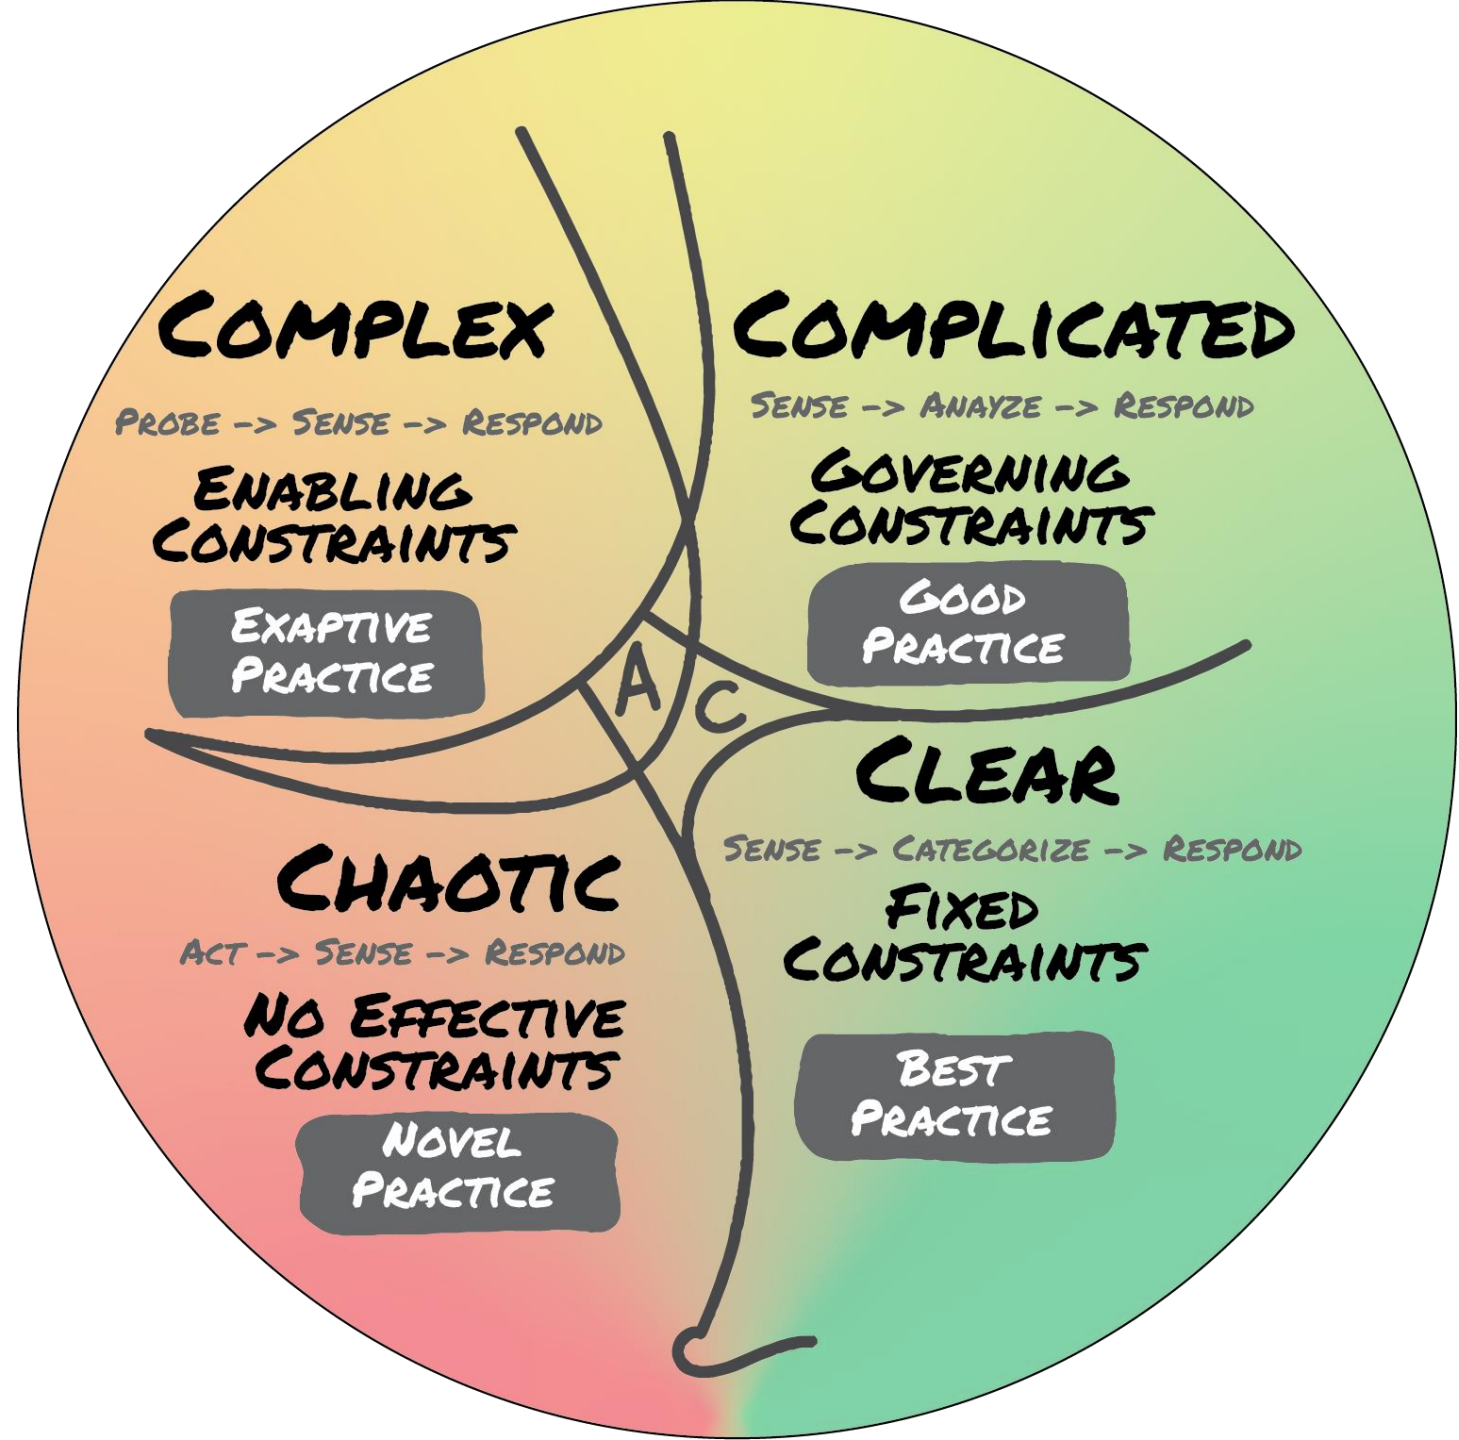 COMPLEX
PROBE -> SENSE -> RESPOND
ENABLING
CONSTRAINTS
EXAPTIVE
PRACTICE
COMPLICATED
SENSE -> ANAYZE -> RESPOND
GOVERNING
CONSTRAINTS
GOOD
PRACTICE
A
C
CHAOTIC
ACT -> SENSE -> RESPOND
NO EFFECTIVE
CONSTRAINTS
NOVEL
PRACTICE
CLEAR
SENSE -> CATEGORIZE -> RESPOND
FIXED
CONSTRAINTS
BEST
PRACTICE